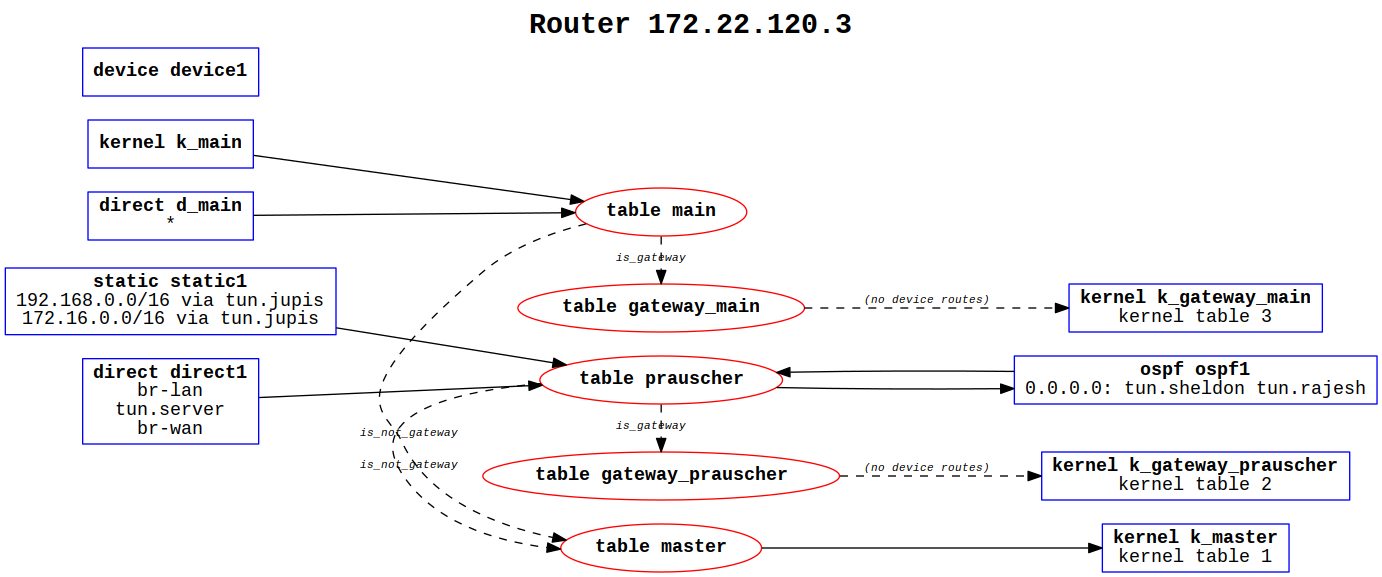 Router 172.22.120.3
device device1
kernel k_main
direct d_main
*
static static1
192.168.0.0/16 via tun.jupis
172.16.0.0/16 via tun.jupis
direct direct1
br-lan
tun.server
br-wan
table main
is_gateway
table gateway_main
(no device routes)
kernel k_gateway_main
kernel table 3
table prauscher
ospf ospf1
0.0.0.0: tun.sheldon tun.rajesh
is_not_gateway
is_gateway
is_not_gateway
table gateway_prauscher
(no device routes)
kernel k_gateway_prauscher
kernel table 2
table master
kernel k_master
kernel table 1